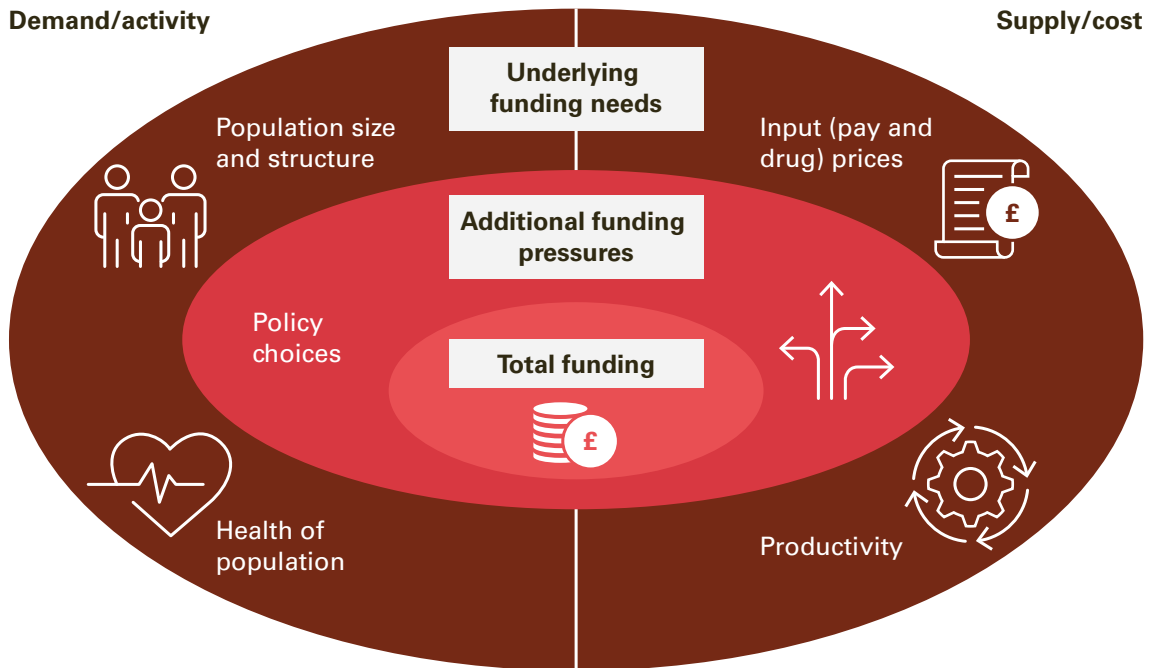 Demand/activity
Supply/cost
Underlying
funding needs
Population size
and structure
Input (pay and
drug) prices
£
Additional funding
pressures
Policy
choices
Total funding
£
Health of
population
Productivity